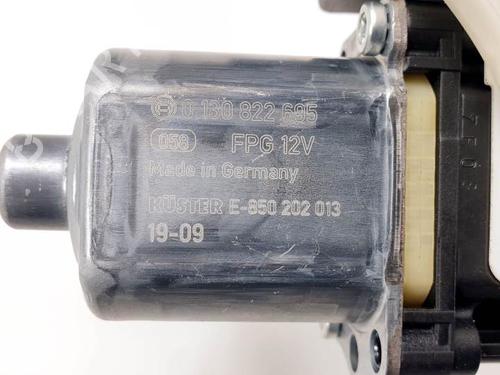 0 130 822 695
058 FPG 12V
Made in Germany
KÜSTER E-850 202 013
19-09